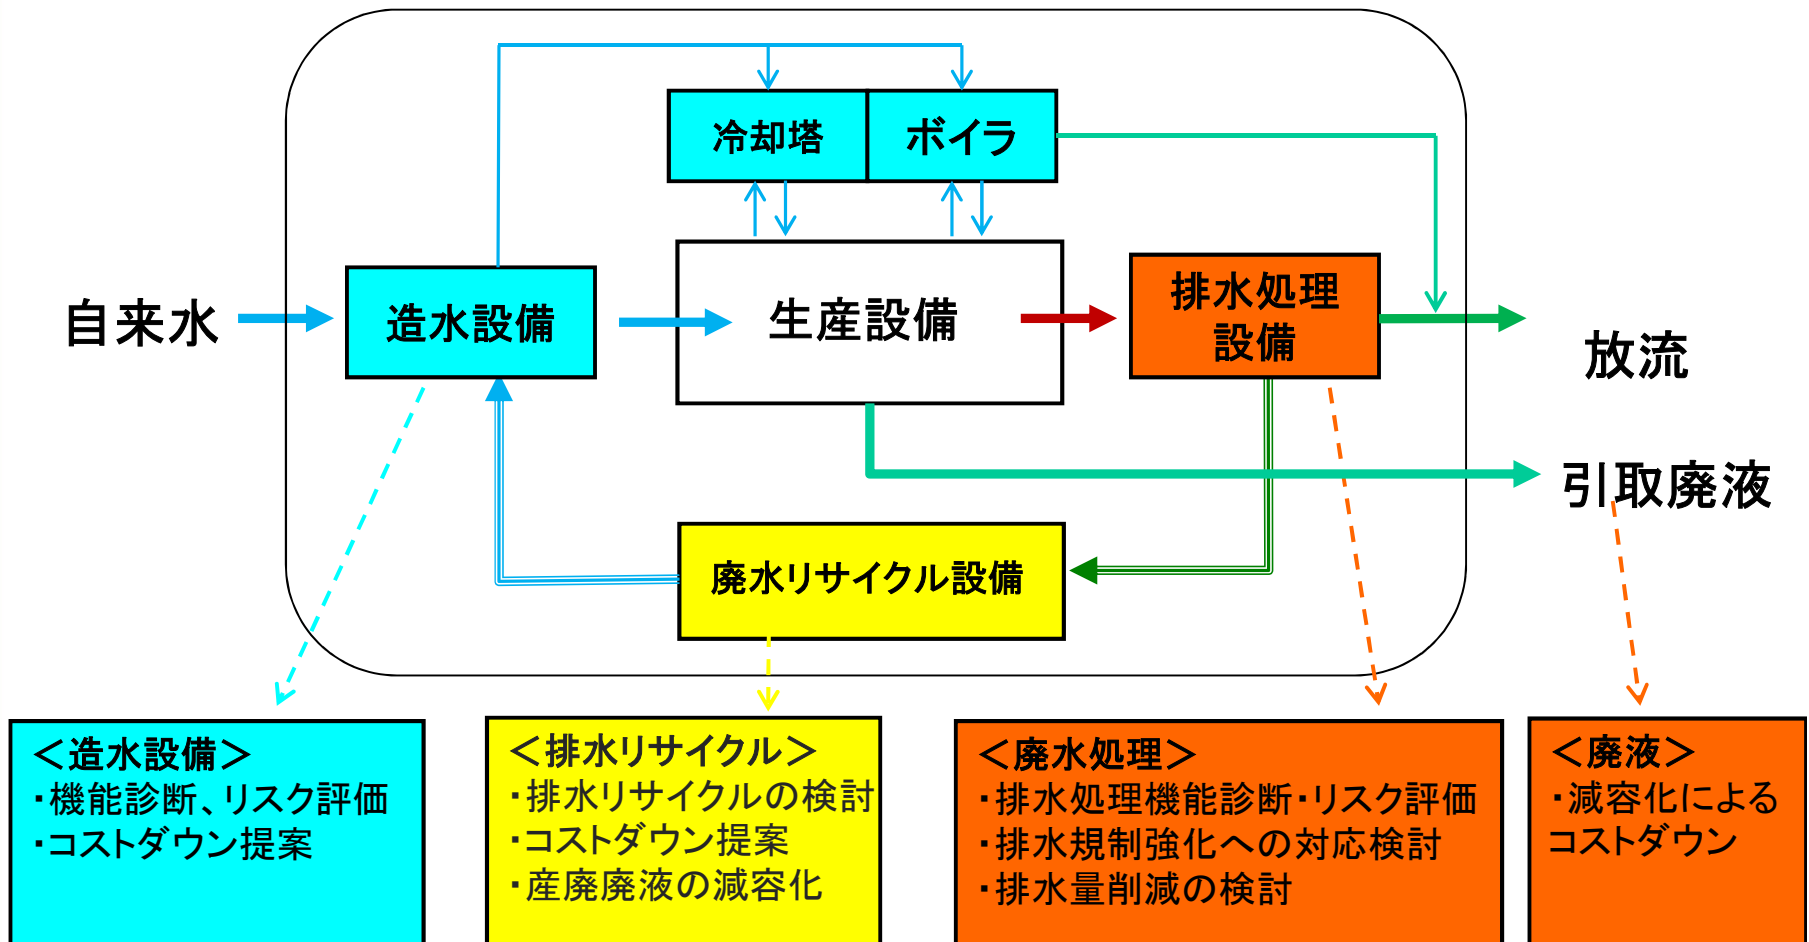 冷却塔
ボイラ
自来水
造水設備
生産設備
排水処理
設備
放流
引取廃液
廃水リサイクル設備
＜造水設備＞
・機能診断、リスク評価
・コストダウン提案
＜排水リサイクル＞
・排水リサイクルの検討
・コストダウン提案
・産廃廃液の減容化
＜廃水処理＞
・排水処理機能診断・リスク評価
・排水規制強化への対応検討
・排水量削減の検討
＜廃液＞
・減容化による
コストダウン